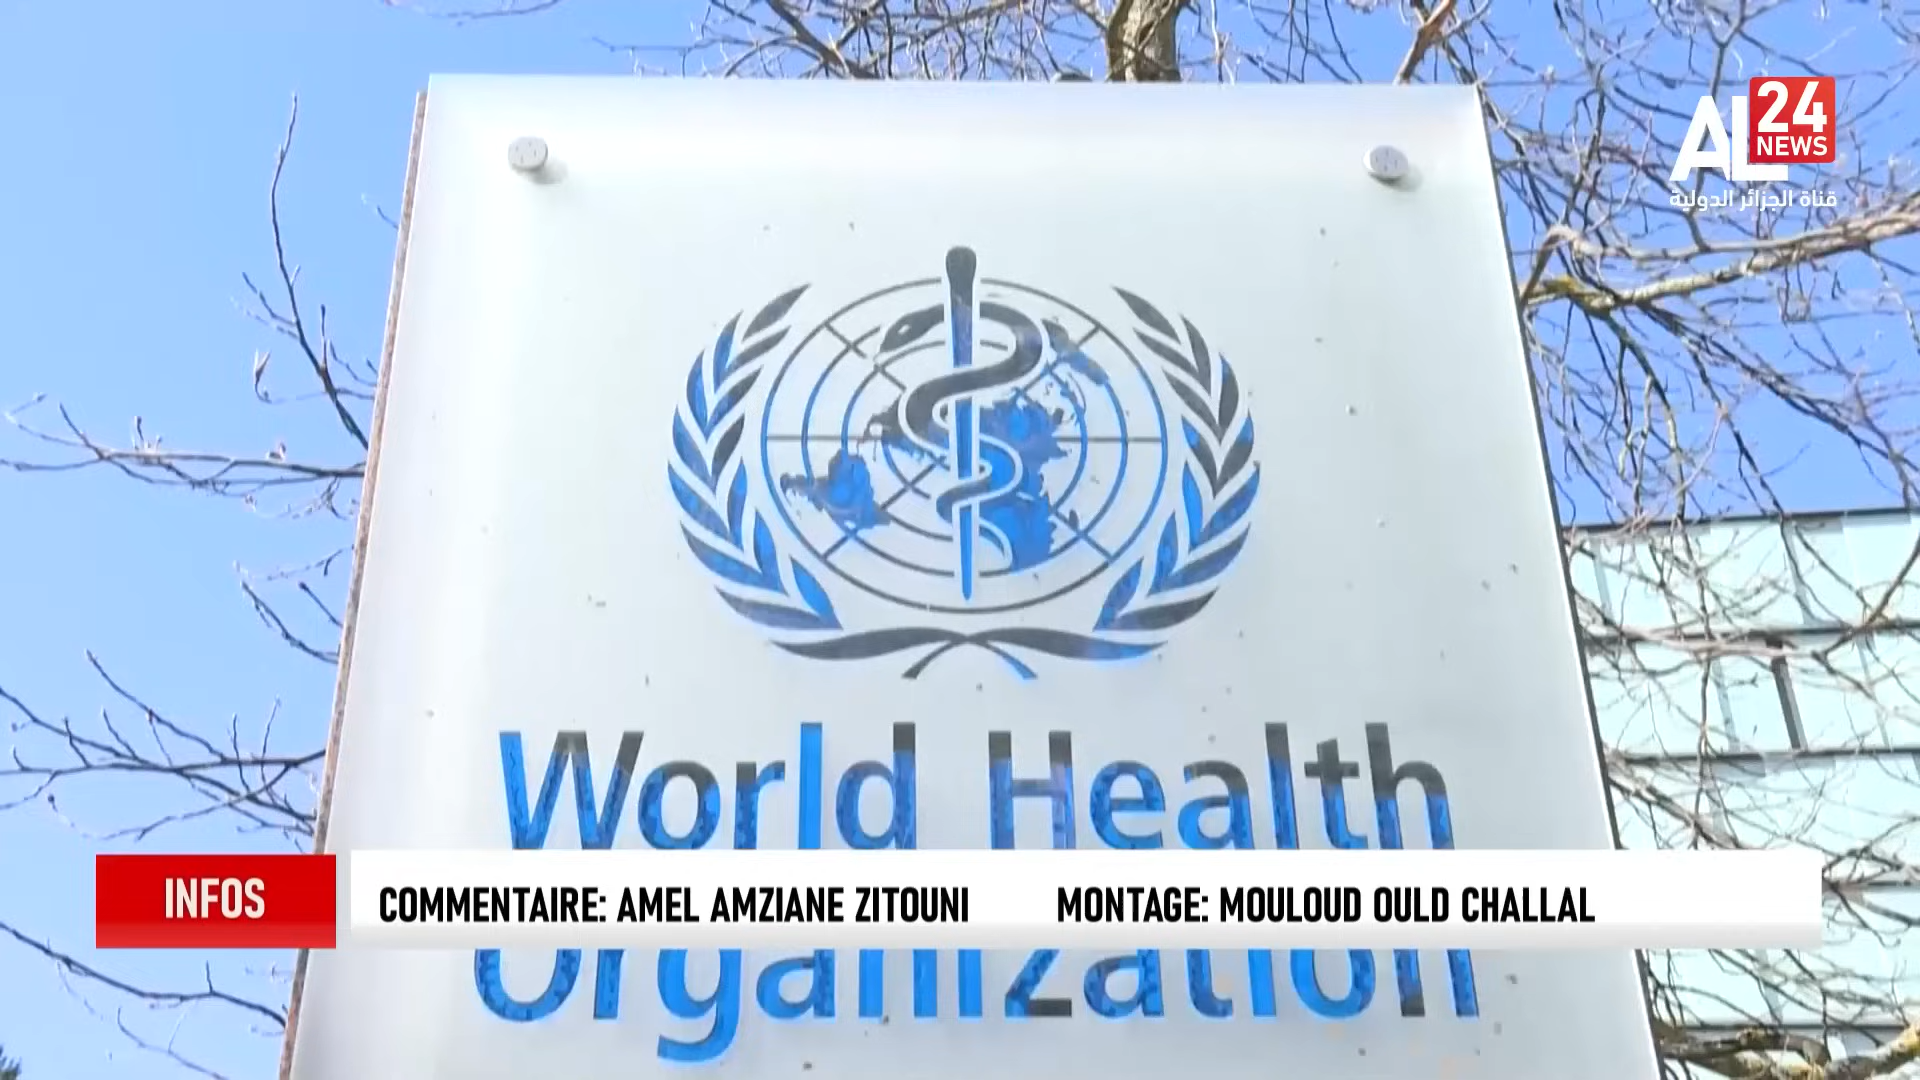 AL 24
NEWS
قناة الجزائر الدولية
World Health
Organization
INFOS
COMMENTAIRE: AMEL AMZIANE ZITOUNI MONTAGE: MOULOUD OULD CHALLAL